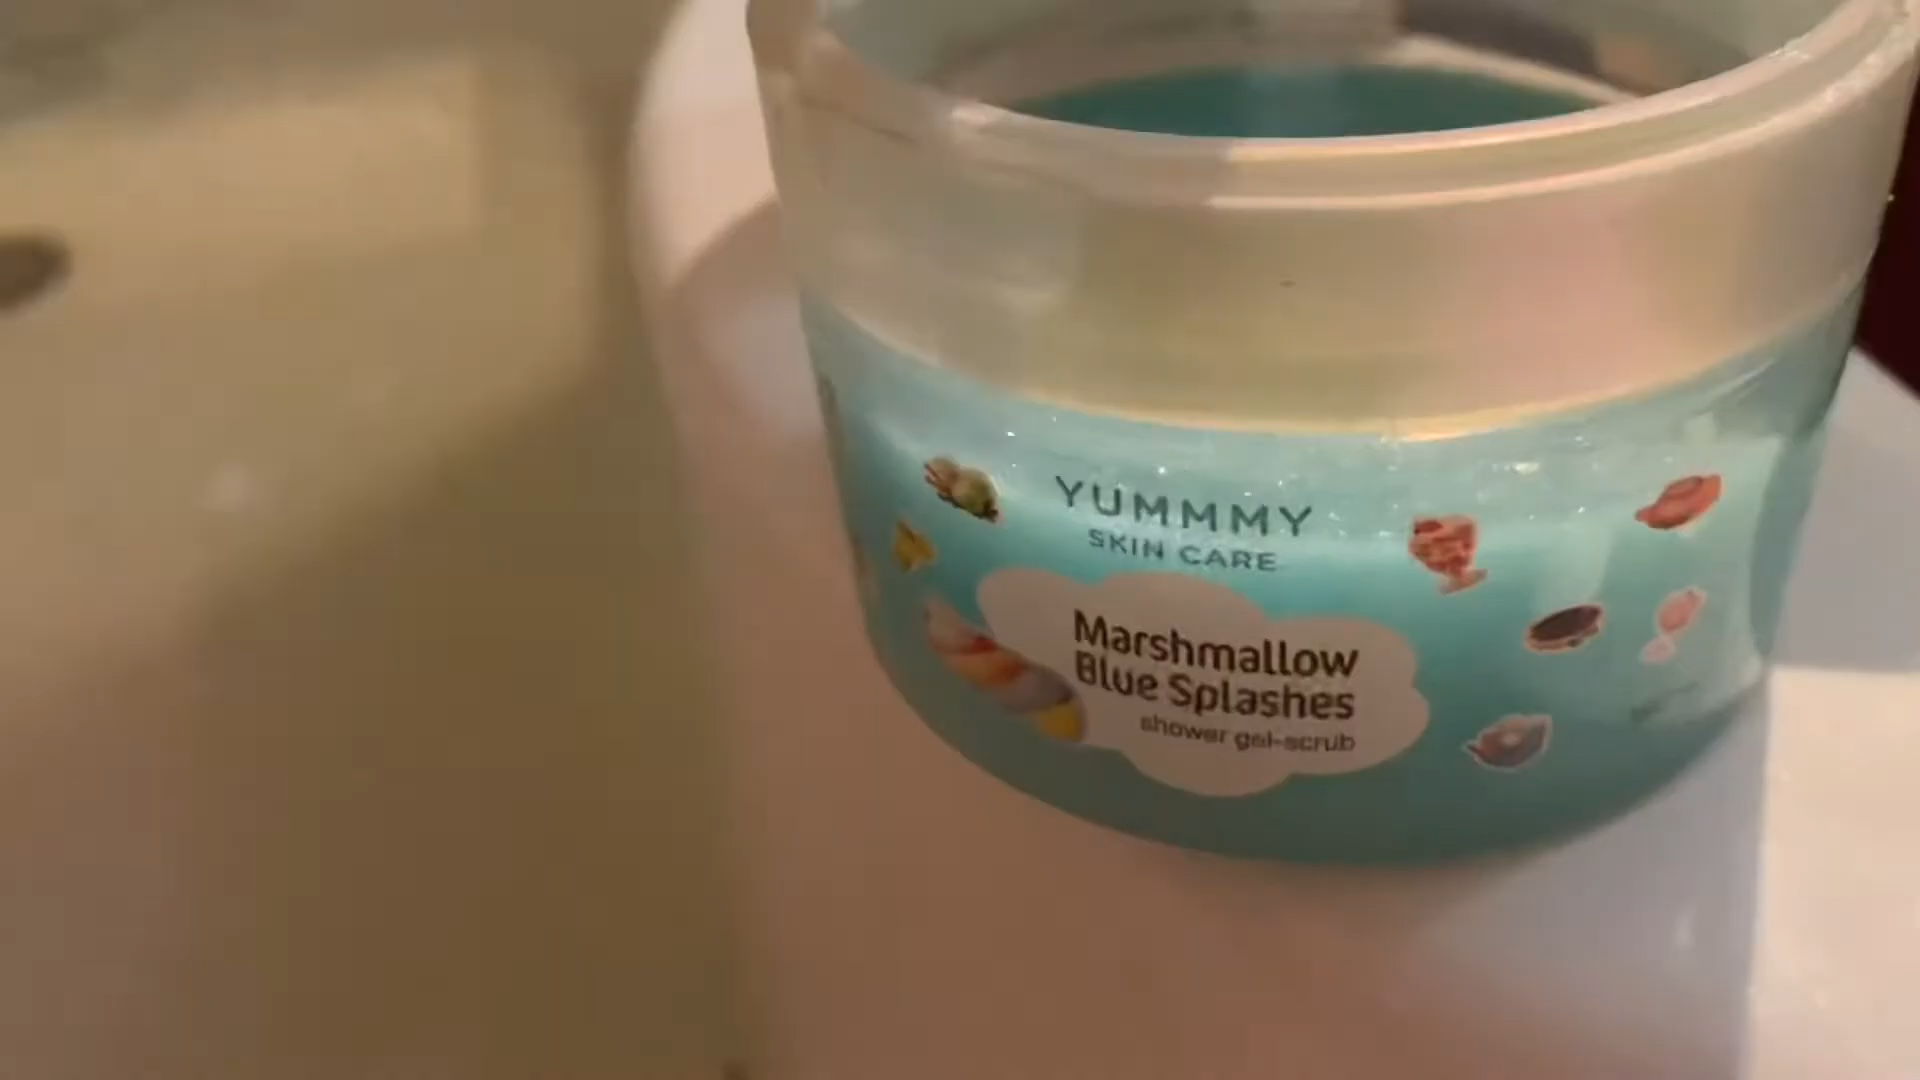 YUMMMY
SKIN CARE
Marshmallow
Blue Splashes
shower gel-scrub